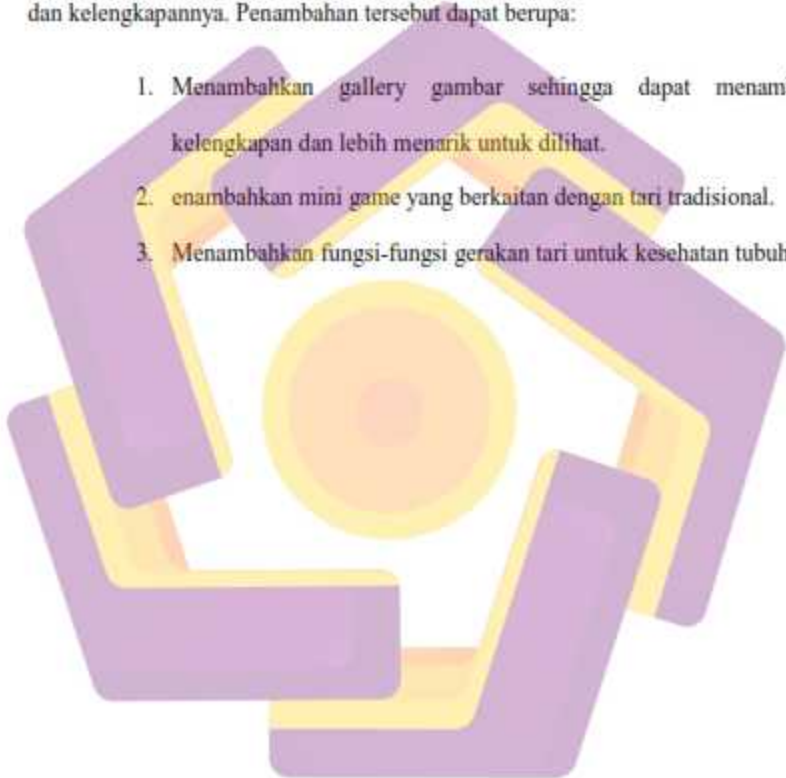 dan kelengkapannya. Penambahan tersebut dapat berupa:
1. Menambahkan gallery gambar sehingga dapat menam
kelengkapan dan lebih menarik untuk dilihat.
2. enambahkan mini game yang berkaitan dengan tari tradisional.
3. Menambahkan fungsi-fungsi gerakan tari untuk kesehatan tubuh